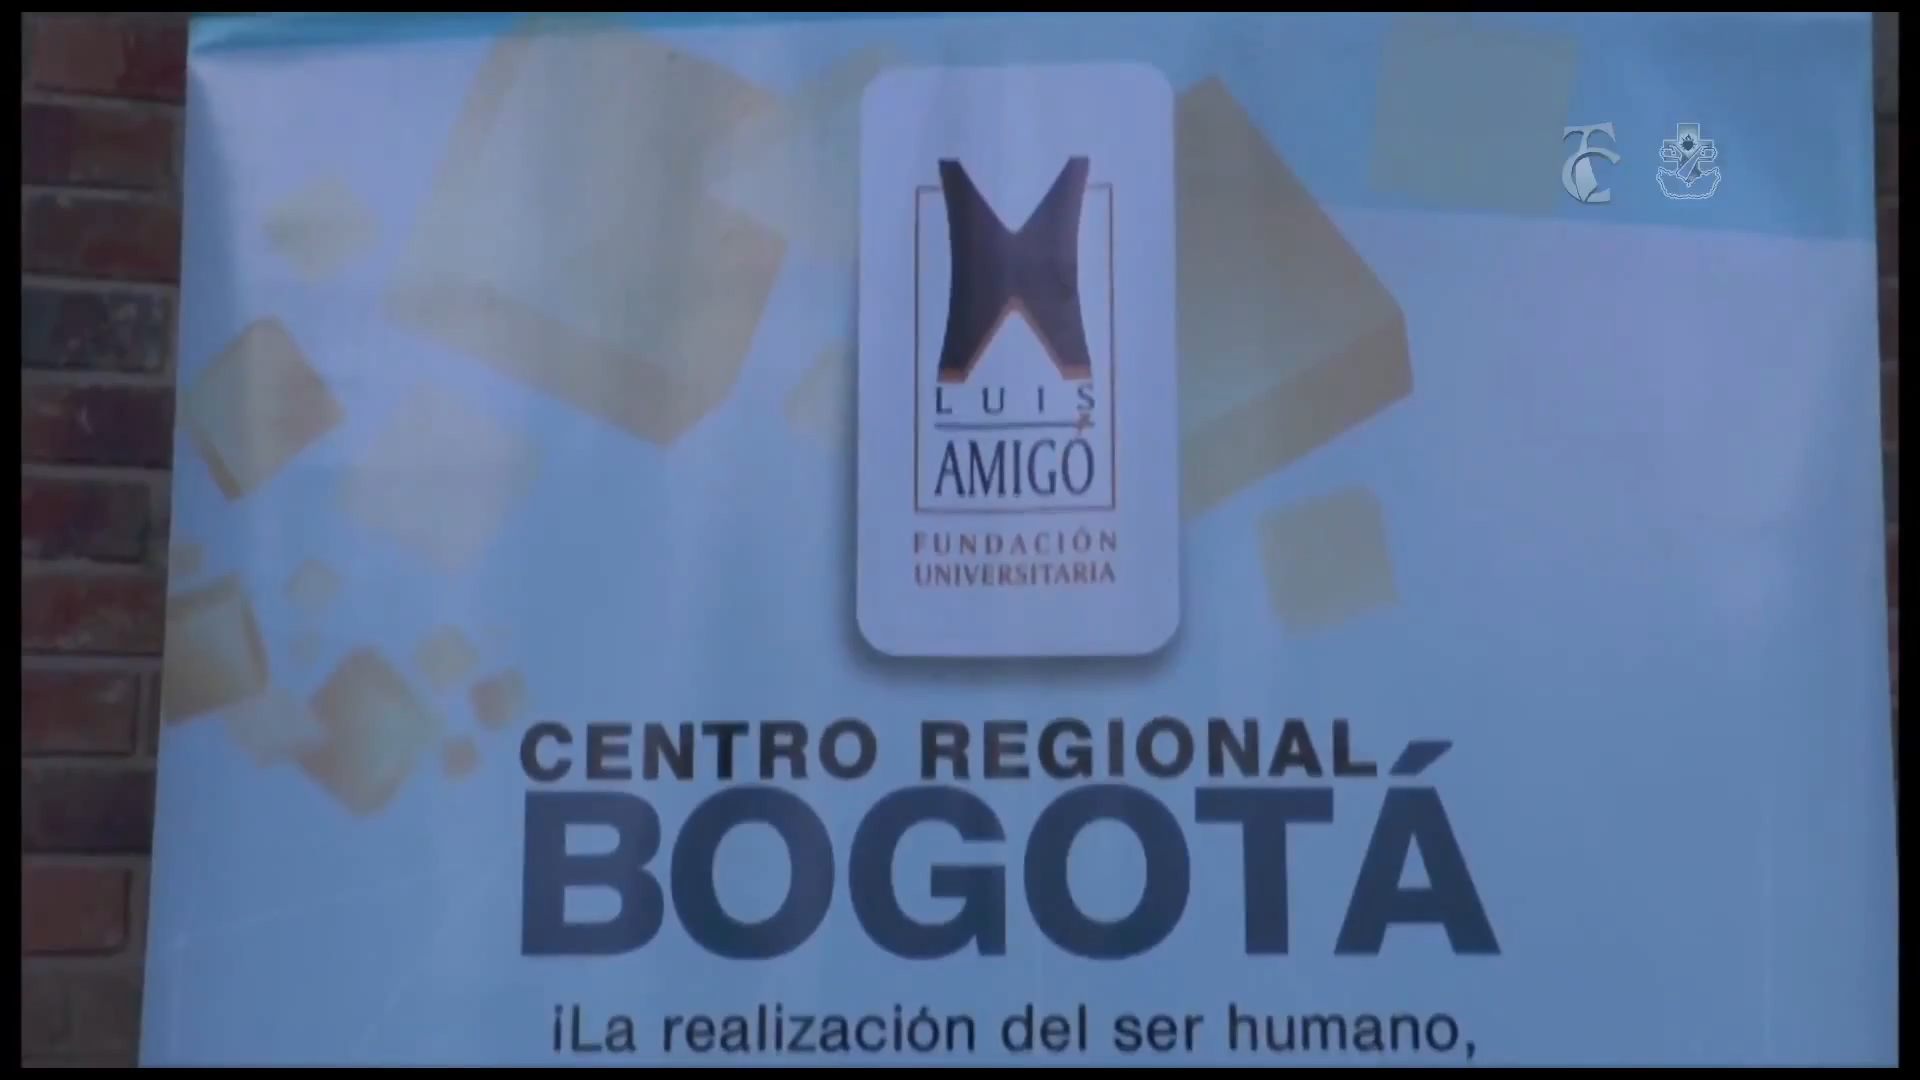 LUIS
AMIGÓ
FUNDACIÓN
UNIVERSITARIA
CENTRO REGIONAL
BOGOTÁ
¡La realización del ser humano,